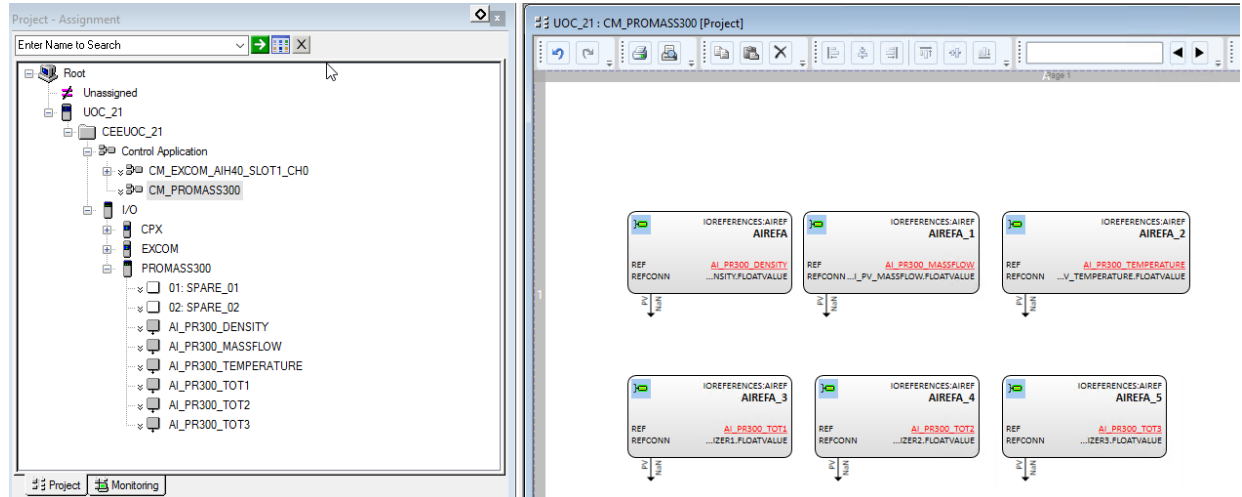 Project - Assignment
Enter Name to Search
Root
Unassigned
UOC_21
CEEUOC_21
Control Application
CM_EXCOM_AIH40_SLOT1_CH0
CM_PROMASS300
I/O
CPX
EXCOM
PROMASS300
01: SPARE_01
02: SPARE_02
AI_PR300_DENSITY
AI_PR300_MASSFLOW
AI_PR300_TEMPERATURE
AI_PR300_TOT1
AI_PR300_TOT2
AI_PR300_TOT3
Project Monitoring
UOC_21 : CM_PROMASS300 [Project]
Page 1
1
IOREFERENCES:AIREF
AIREFA
REF AI_PR300_DENSITY
REFCONN ...NSITY.FLOATVALUE
PV NaN
IOREFERENCES:AIREF
AIREFA_1
REF AI_PR300_MASSFLOW
REFCONN ...I_PV_MASSFLOW.FLOATVALUE
PV NaN
IOREFERENCES:AIREF
AIREFA_2
REF AI_PR300_TEMPERATURE
REFCONN ...V_TEMPERATURE.FLOATVALUE
PV NaN
IOREFERENCES:AIREF
AIREFA_3
REF AI_PR300_TOT1
REFCONN ...IZER1.FLOATVALUE
PV NaN
IOREFERENCES:AIREF
AIREFA_4
REF AI_PR300_TOT2
REFCONN ...IZER2.FLOATVALUE
PV NaN
IOREFERENCES:AIREF
AIREFA_5
REF AI_PR300_TOT3
REFCONN ...IZER3.FLOATVALUE
PV NaN